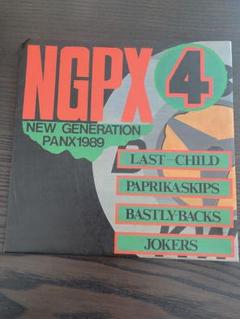 NGPX 4
NEW GENERATION
PANX1989
LAST-CHILD
PAPRIKASKIPS
BASTLY-BACKS
JOKERS